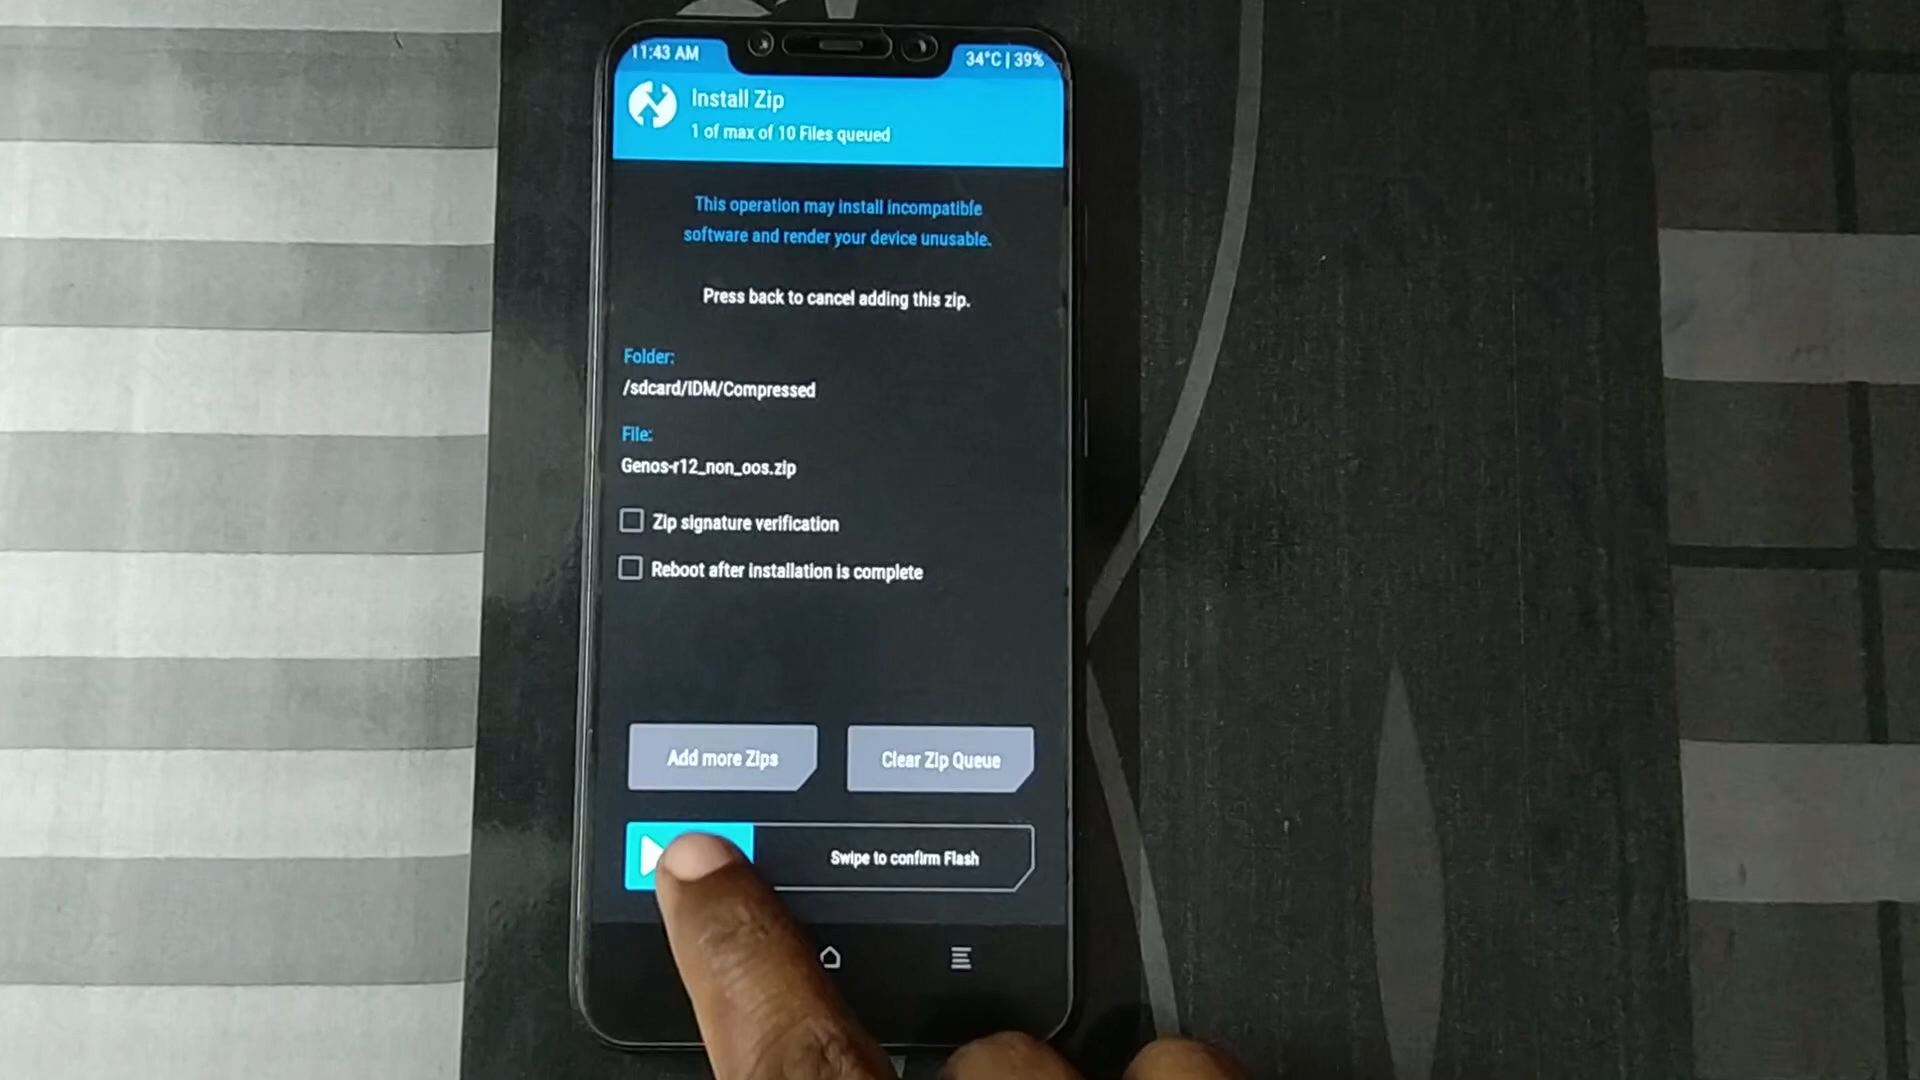 11:43 AM
34°C | 39%
Install Zip
1 of max of 10 Files queued
This operation may install incompatible
software and render your device unusable.
Press back to cancel adding this zip.
Folder:
/sdcard/IDM/Compressed
File:
Genos-r12_non_oos.zip
Zip signature verification
Reboot after installation is complete
Add more Zips
Clear Zip Queue
Swipe to confirm Flash